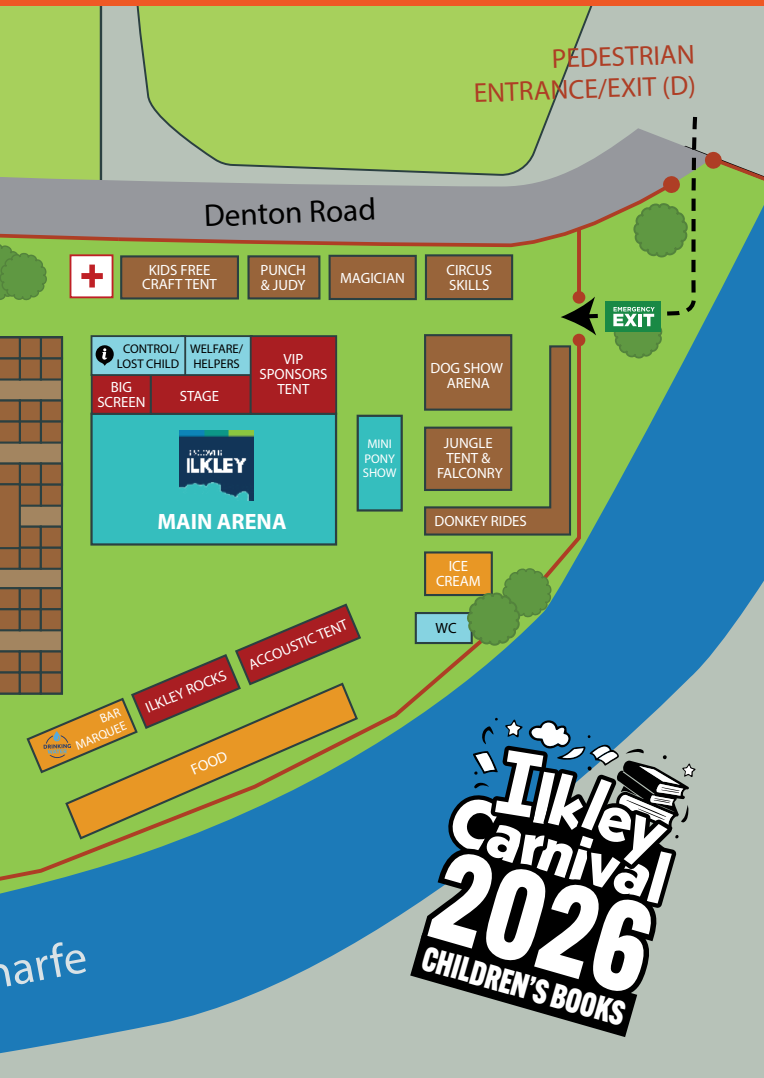 PEDESTRIAN
ENTRANCE/EXIT (D)
Denton Road
KIDS FREE
CRAFT TENT
PUNCH
& JUDY
MAGICIAN
CIRCUS
SKILLS
EMERGENCY
EXIT
i
CONTROL/
LOST CHILD
WELFARE/
HELPERS
VIP
SPONSORS
TENT
BIG
SCREEN
STAGE
DOG SHOW
ARENA
ILKLEY
MAIN ARENA
MINI
PONY
SHOW
JUNGLE
TENT &
FALCONRY
DONKEY RIDES
ICE
CREAM
WC
ACCOUSTIC TENT
ILKLEY ROCKS
BAR
MARQUEE
DRINKING
FOOD
Ilkley
Carnival
2026
CHILDREN'S BOOKS
harfe